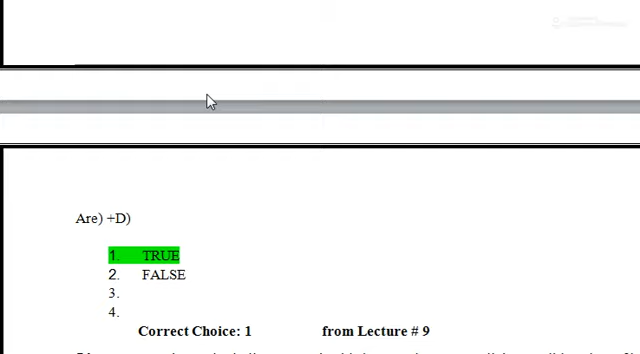 Are) +D)
1. TRUE
2. FALSE
3.
4.
Correct Choice: 1 from Lecture # 9